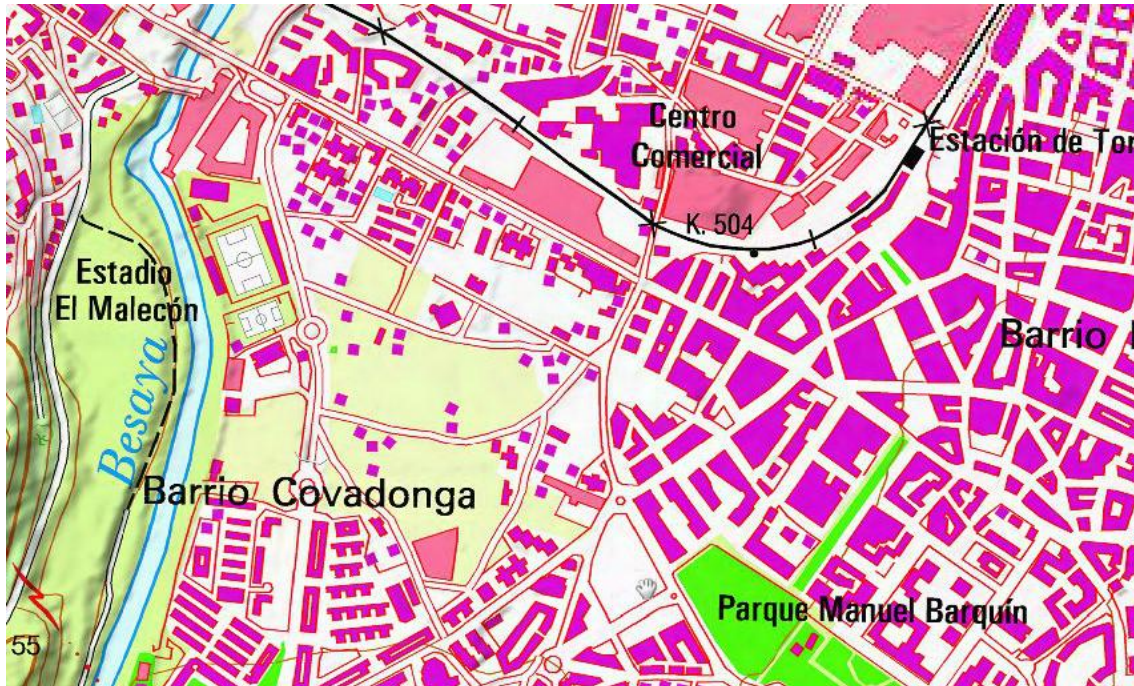 Centro
Comercial
Estación de Tor
K. 504
Estadio
El Malecón
Barrio
Besaya
Barrio Covadonga
Parque Manuel Barquín
55